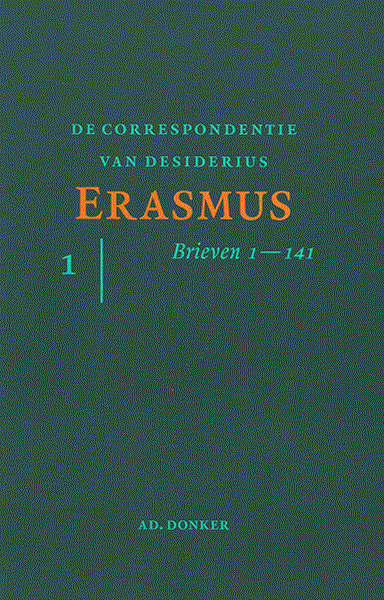 DE CORRESPONDENTIE
VAN DESIDERIUS
ERASMUS
1
Brieven 1—141
AD. DONKER